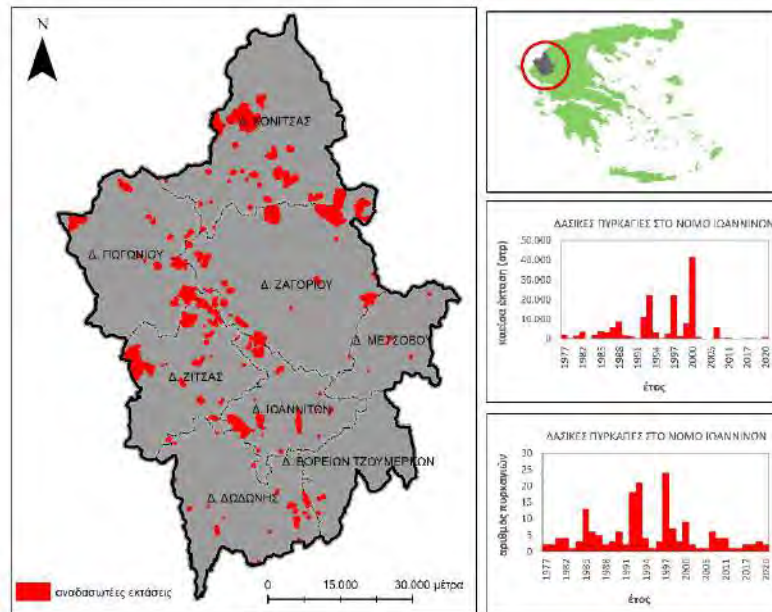 N
Δ. ΚΟΝΙΤΣΑΣ
Δ. ΠΩΓΩΝΙΟΥ
Δ. ΖΑΓΟΡΙΟΥ
Δ. ΜΕΤΣΟΒΟΥ
Δ. ΖΙΤΣΑΣ
Δ. ΙΩΑΝΝΙΤΩΝ
Δ. ΒΟΡΕΙΩΝ ΤΖΟΥΜΕΡΚΩΝ
Δ. ΔΩΔΩΝΗΣ
αναδασωτέες εκτάσεις
0 15.000 30.000 μέτρα
ΔΑΣΙΚΕΣ ΠΥΡΚΑΓΙΕΣ ΣΤΟ ΝΟΜΟ ΙΩΑΝΝΙΝΩΝ
καείσα έκταση (στρ)
50.000
40.000
30.000
20.000
10.000
0
1977 1982 1985 1988 1991 1994 1997 2000 2005 2011 2017 2020
έτος
ΔΑΣΙΚΕΣ ΠΥΡΚΑΓΙΕΣ ΣΤΟ ΝΟΜΟ ΙΩΑΝΝΙΝΩΝ
αριθμός πυρκαγιών
30
25
20
15
10
5
0
1977 1982 1985 1988 1991 1994 1997 2000 2005 2011 2017 2020
έτος